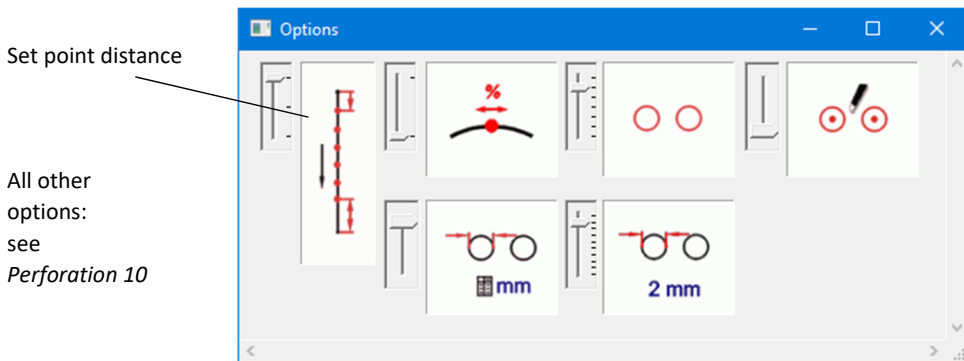 Options
Set point distance
%
All other
options:
see
Perforation 10
mm
2 mm